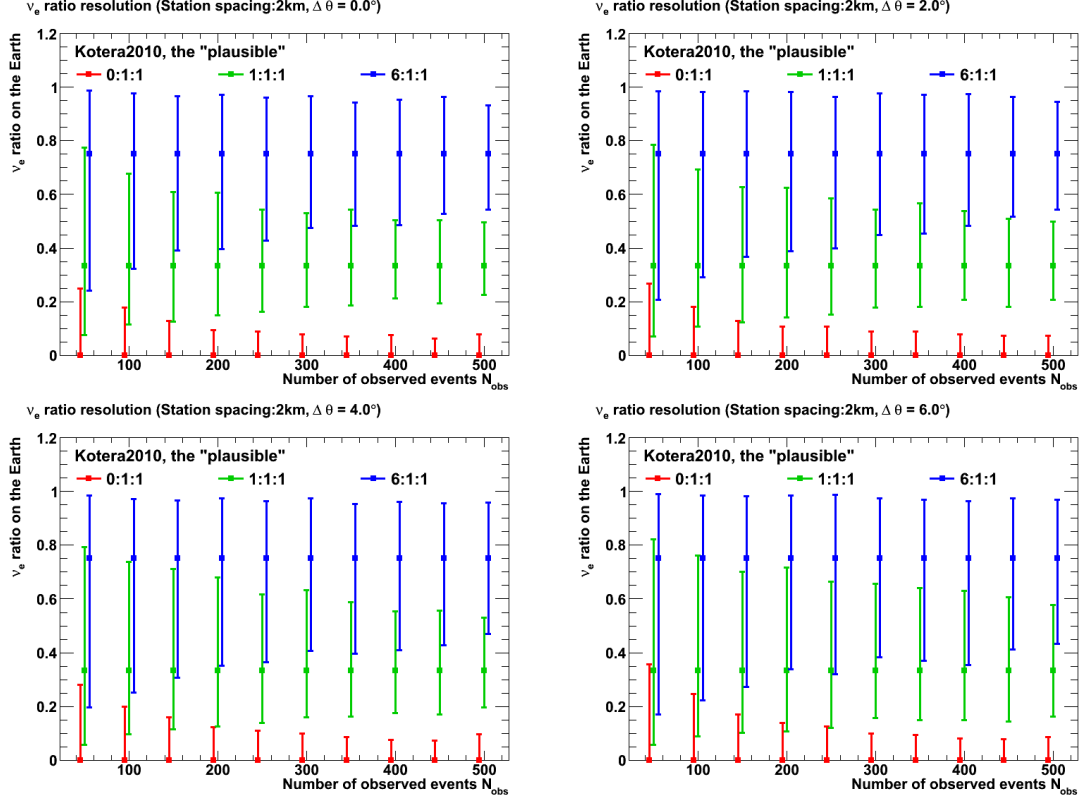 νe ratio resolution (Station spacing:2km, Δ θ = 0.0°)
νe ratio on the Earth
1.2
1
0.8
0.6
0.4
0.2
0
Kotera2010, the "plausible"
0:1:1 1:1:1 6:1:1
100 200 300 400 500
Number of observed events Nobs
νe ratio resolution (Station spacing:2km, Δ θ = 2.0°)
νe ratio on the Earth
1.2
1
0.8
0.6
0.4
0.2
0
Kotera2010, the "plausible"
0:1:1 1:1:1 6:1:1
100 200 300 400 500
Number of observed events Nobs
νe ratio resolution (Station spacing:2km, Δ θ = 4.0°)
νe ratio on the Earth
1.2
1
0.8
0.6
0.4
0.2
0
Kotera2010, the "plausible"
0:1:1 1:1:1 6:1:1
100 200 300 400 500
Number of observed events Nobs
νe ratio resolution (Station spacing:2km, Δ θ = 6.0°)
νe ratio on the Earth
1.2
1
0.8
0.6
0.4
0.2
0
Kotera2010, the "plausible"
0:1:1 1:1:1 6:1:1
100 200 300 400 500
Number of observed events Nobs